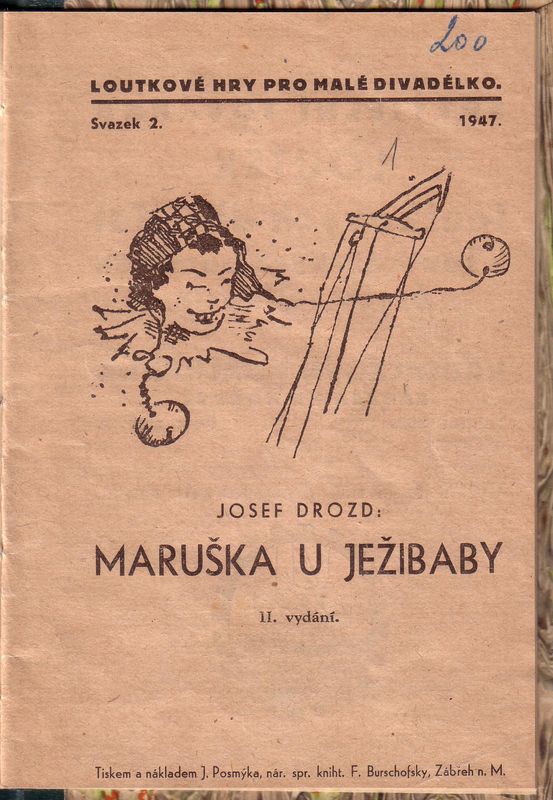 200
LOUTKOVÉ HRY PRO MALÉ DIVADÉLKO.
Svazek 2. 1947.
1
JOSEF DROZD:
MARUŠKA U JEŽIBABY
II. vydání.
Tiskem a nákladem J. Posmýka, nár. spr. kniht. F. Burschofsky, Zábřeh n. M.